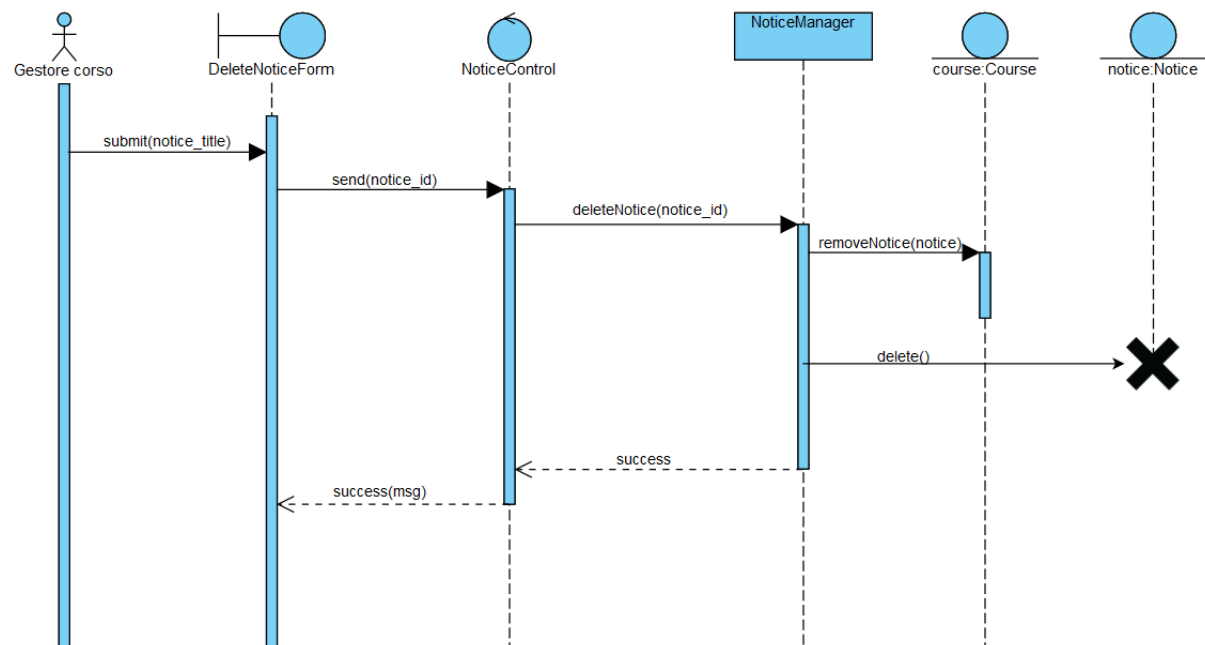 NoticeManager
Gestore corso
DeleteNoticeForm
NoticeControl
course:Course
notice:Notice
submit(notice_title)
send(notice_id)
deleteNotice(notice_id)
removeNotice(notice)
delete()
success
success(msg)